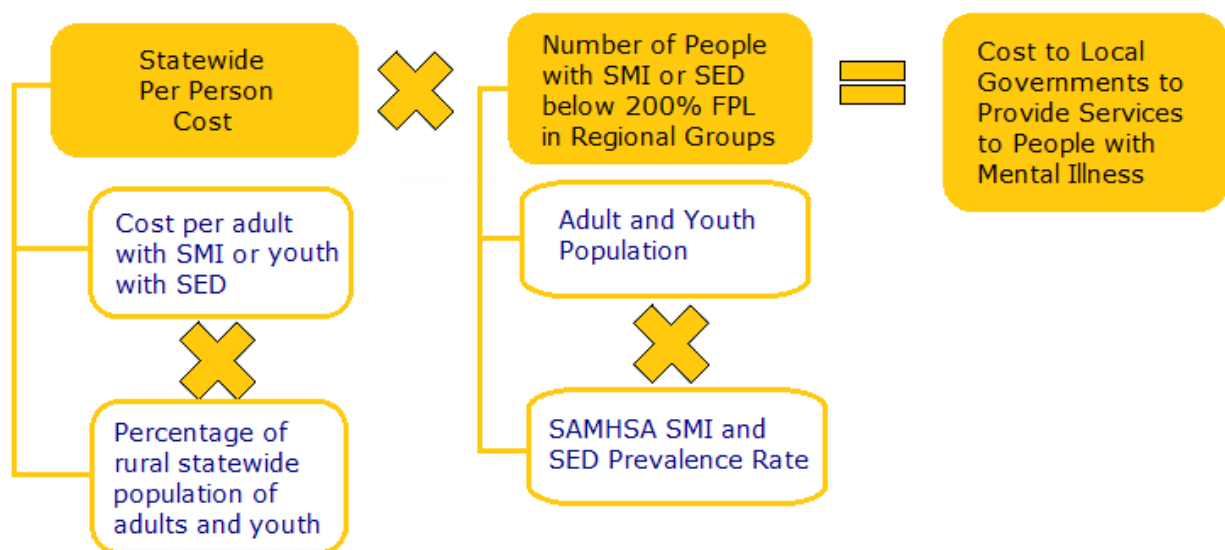 Statewide
Per Person
Cost
Number of People
with SMI or SED
below 200% FPL
in Regional Groups
Cost to Local
Governments to
Provide Services
to People with
Mental Illness
Cost per adult
with SMI or youth
with SED
Adult and Youth
Population
Percentage of
rural statewide
population of
adults and youth
SAMHSA SMI and
SED Prevalence Rate